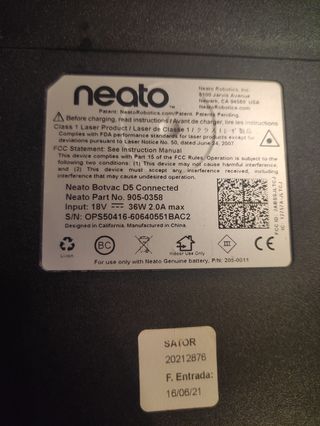 neato™
Neato Robotics, Inc.
8100 Jarvis Avenue
Newark, CA 94560 USA
NeatoRobotics.com
Patent: NeatoRobotics.com/Patent. Patents Pending.
Before charging, read instructions / Avant de charger, lire les instructions
Class 1 Laser Product / Laser de Classe 1 / クラス1レーザ製品
Complies with FDA performance standards for laser products except for
deviations pursuant to Laser Notice No. 50, dated June 24, 2007
FCC Statement: See Instruction Manual
This device complies with Part 15 of the FCC Rules. Operation is subject to the
following two conditions: (1) This device may not cause harmful interference,
and (2) This device must accept any interference received, including
interference that may cause undesired operation.
Neato Botvac D5 Connected
Neato Part No. 905-0358
Input: 18V 36W 2.0A max
S/N: OPS50416-60640551BAC2
Designed in California. Manufactured in China
Li-ion
BC
Indoor Use Only
III
For use only with Neato Genuine battery, P/N: 205-0011
SATOR
20212876
F. Entrada:
16/06/21